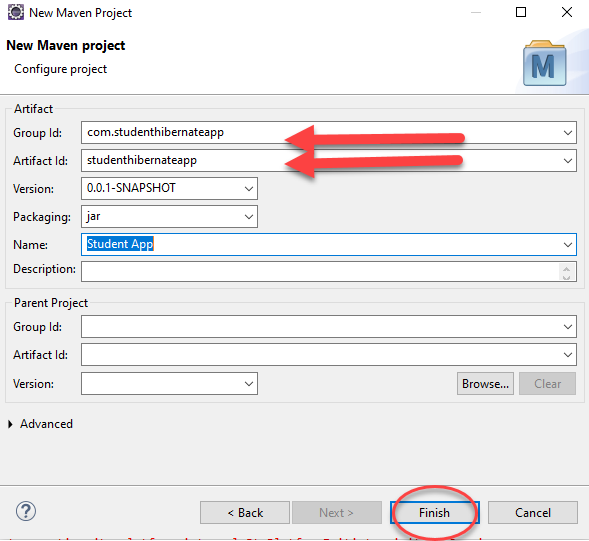 New Maven Project
New Maven project
Configure project
M
Artifact
Group Id: com.studenthibernateapp
Artifact Id: studenthibernateapp
Version: 0.0.1-SNAPSHOT
Packaging: jar
Name: Student App
Description:
Parent Project
Group Id:
Artifact Id:
Version: Browse... Clear
Advanced
? < Back Next > Finish Cancel